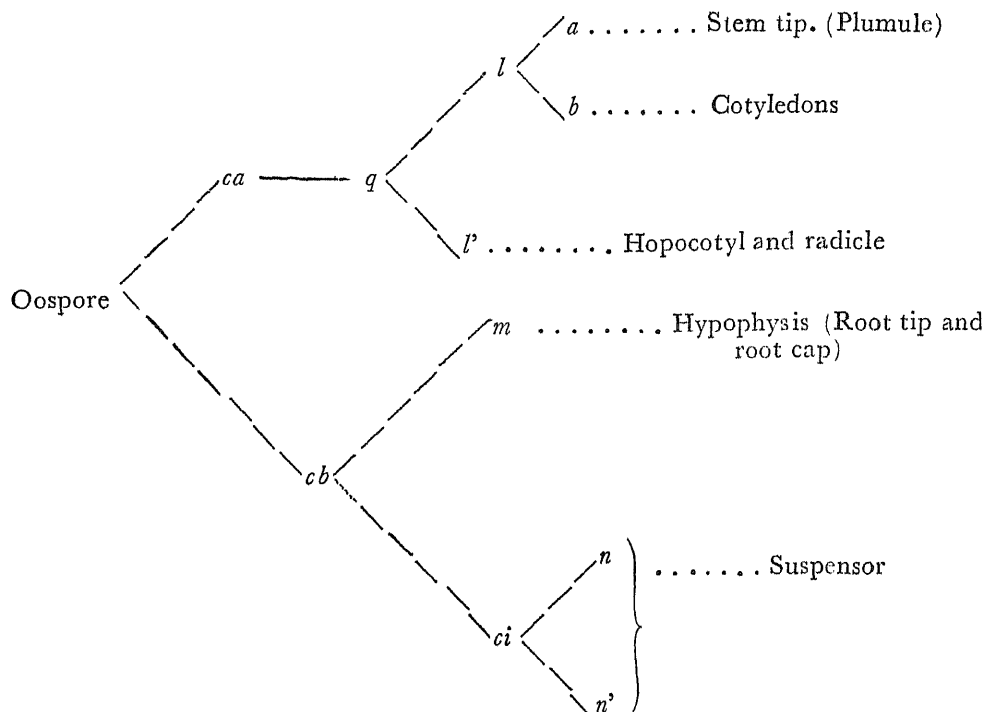 a ....... Stem tip. (Plumule)
l
b ....... Cotyledons
ca
q
l' ........ Hopocotyl and radicle
Oospore
m ........ Hypophysis (Root tip and
root cap)
cb
n
....... Suspensor
ci
n'